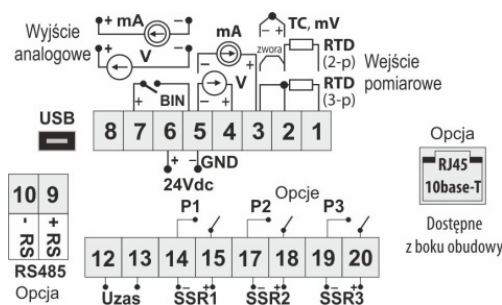 Wyjście
analogowe
+ mA -
+ V -
mA
- V +
TC, mV
- +
zwora
RTD
(2-p)
RTD
(3-p)
Wejście
pomiarowe
+ BIN
USB
8 7 6 5 4 3 2 1
+ - GND
24Vdc
Opcja
RJ45
10base-T
Dostępne
z boku obudowy
10 9
- RS + RS
RS485
Opcja
Opcje
P1 P2 P3
12 13 14 15 17 18 19 20
Uzas
- + SSR1
- + SSR2
- + SSR3